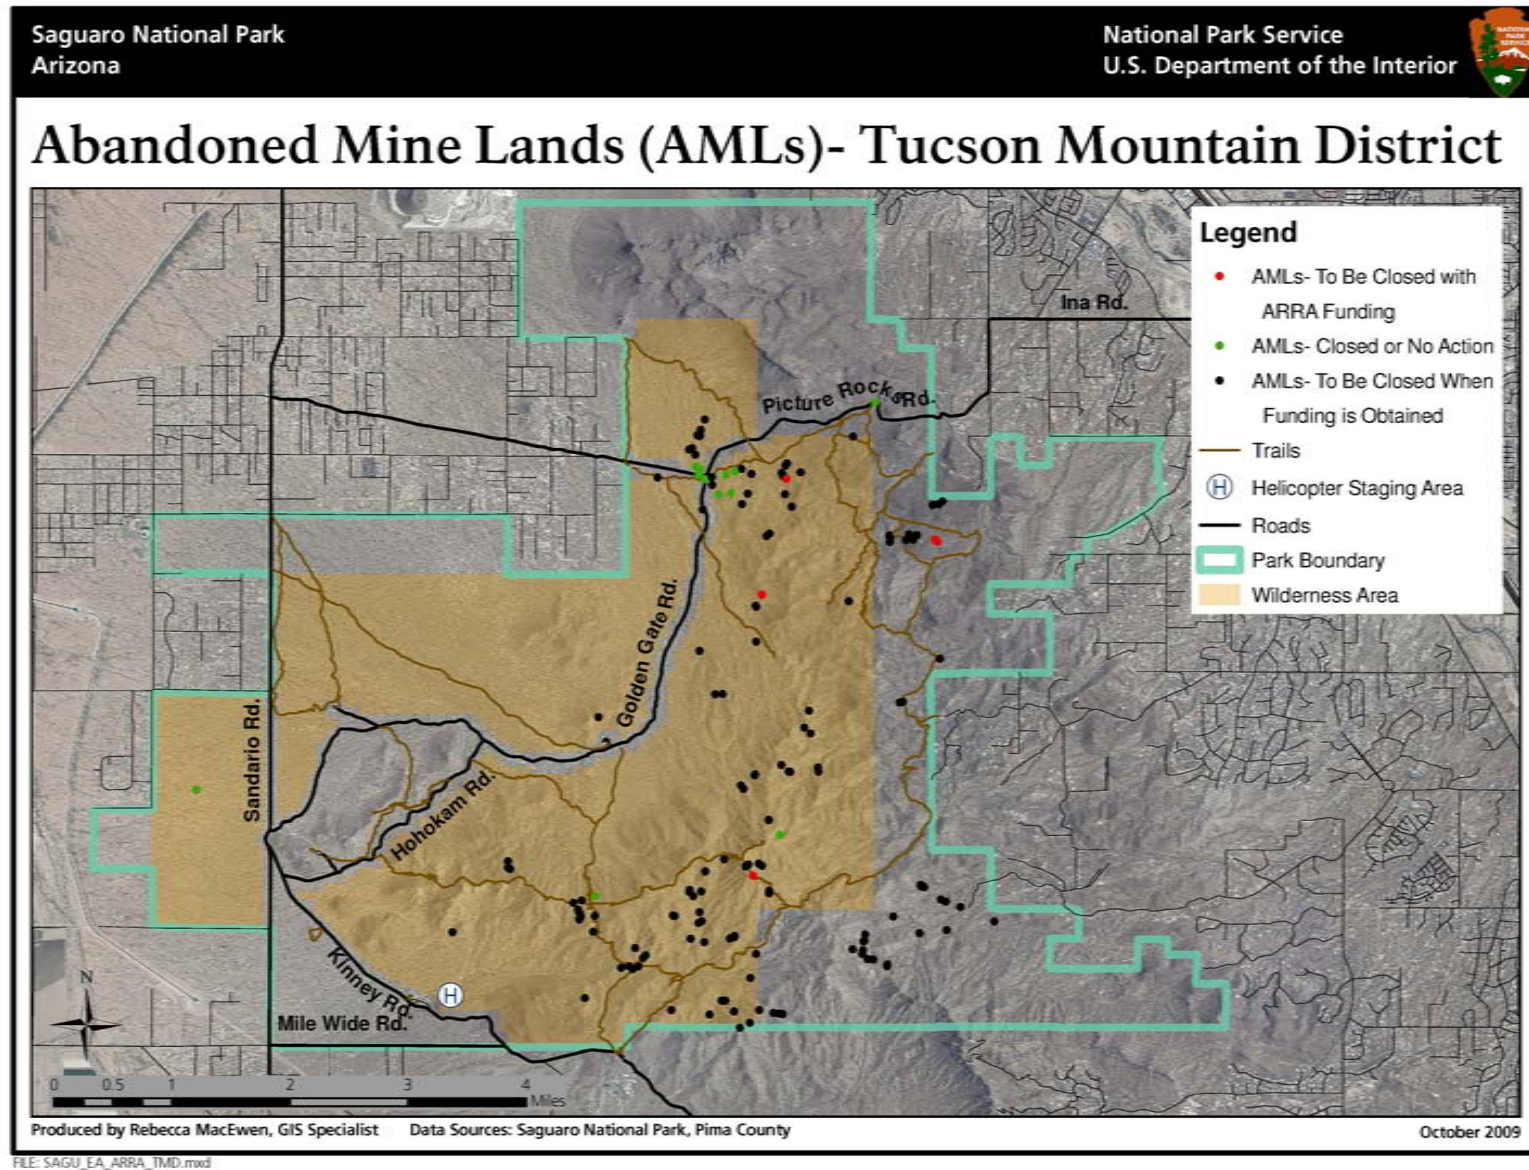 Saguaro National Park
Arizona
National Park Service
U.S. Department of the Interior
NATIONAL
PARK
SERVICE
Abandoned Mine Lands (AMLs)- Tucson Mountain District
Legend
AMLs- To Be Closed with
ARRA Funding
AMLs- Closed or No Action
AMLs- To Be Closed When
Funding is Obtained
Trails
H Helicopter Staging Area
Roads
Park Boundary
Wilderness Area
Ina Rd.
Picture Rocks Rd.
Golden Gate Rd.
Sandario Rd.
Hohokam Rd.
Kinney Rd.
H
Mile Wide Rd.
N
0 0.5 1 2 3 4
Miles
Produced by Rebecca MacEwen, GIS Specialist Data Sources: Saguaro National Park, Pima County
October 2009
FILE: SAGU_EA_ARRA_TMD.mxd